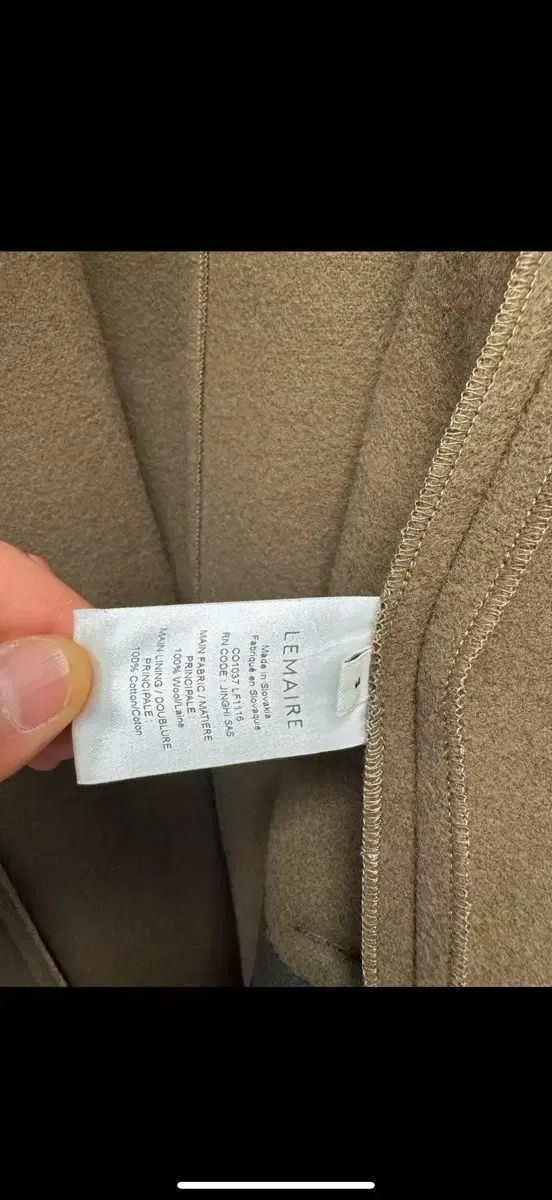 LEMAIRE
Made in Slovakia
Fabriqué en Slovaquie
CO1037 LF1116
RN CODE : JINGHI SAS
MAIN FABRIC / MATIERE
PRINCIPALE :
100% Wool/Laine
MAIN LINING / DOUBLURE
PRINCIPALE :
100% Cotton/Coton